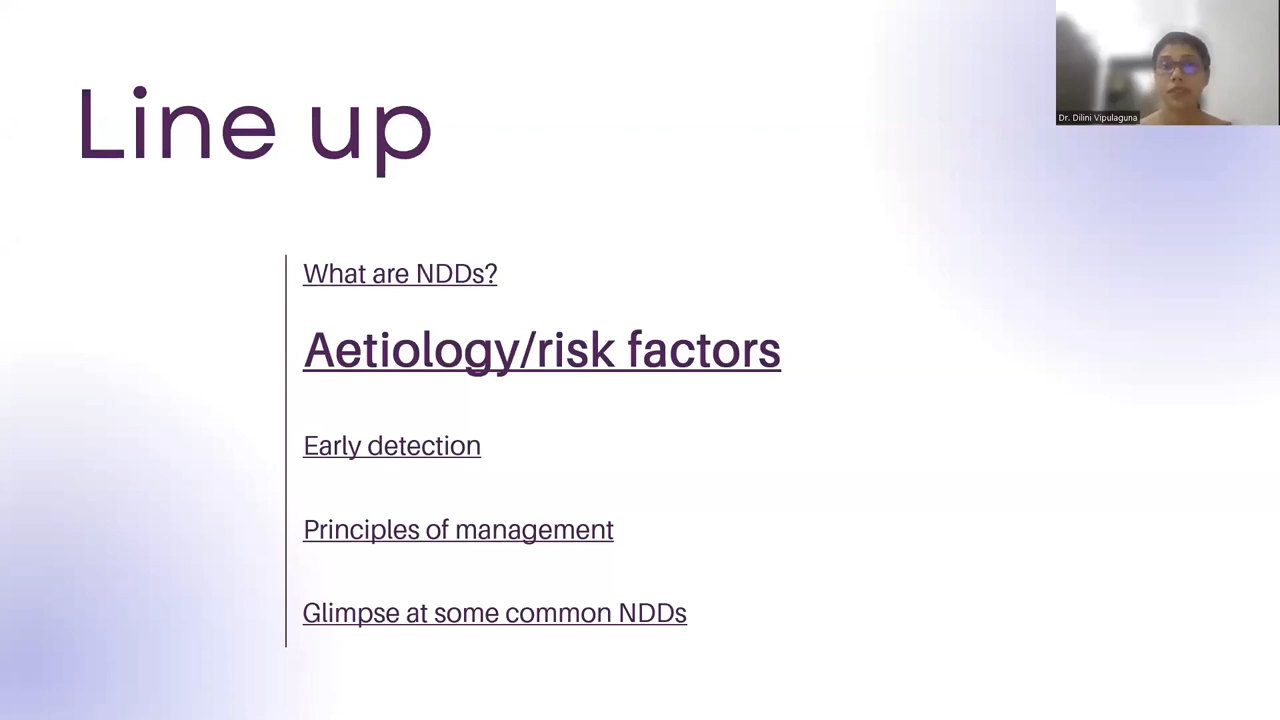 Line up
Dr. Dilini Vipulaguna
What are NDDs?
Aetiology/risk factors
Early detection
Principles of management
Glimpse at some common NDDs